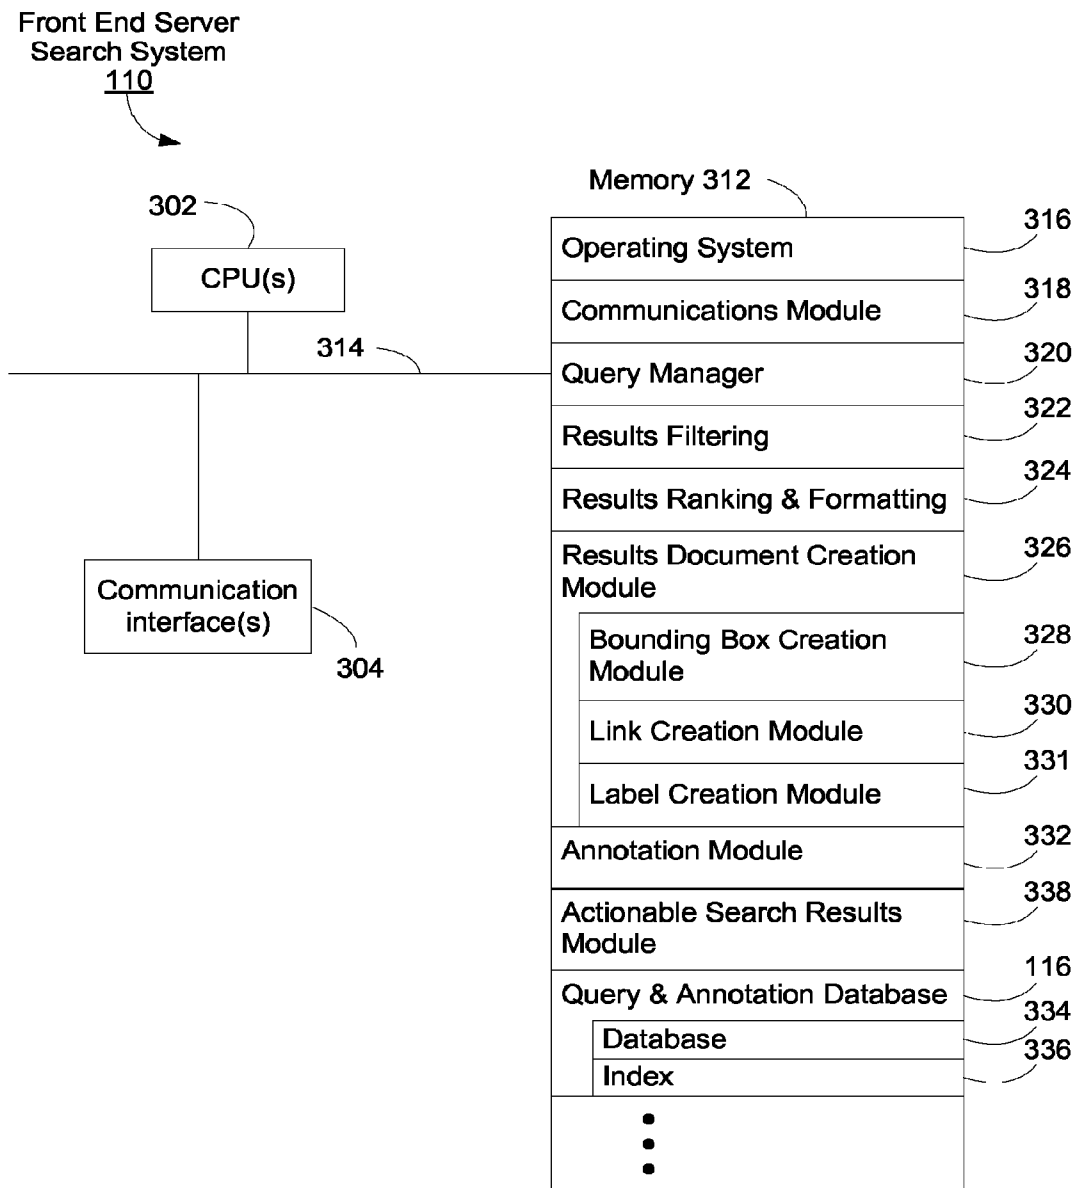 Front End Server
Search System
110
302
CPU(s)
314
Communication
interface(s)
304
Memory 312
Operating System
316
Communications Module
318
Query Manager
320
Results Filtering
322
Results Ranking & Formatting
324
Results Document Creation
Module
326
Bounding Box Creation
Module
328
Link Creation Module
330
Label Creation Module
331
Annotation Module
332
Actionable Search Results
Module
338
Query & Annotation Database
116
Database
334
Index
336